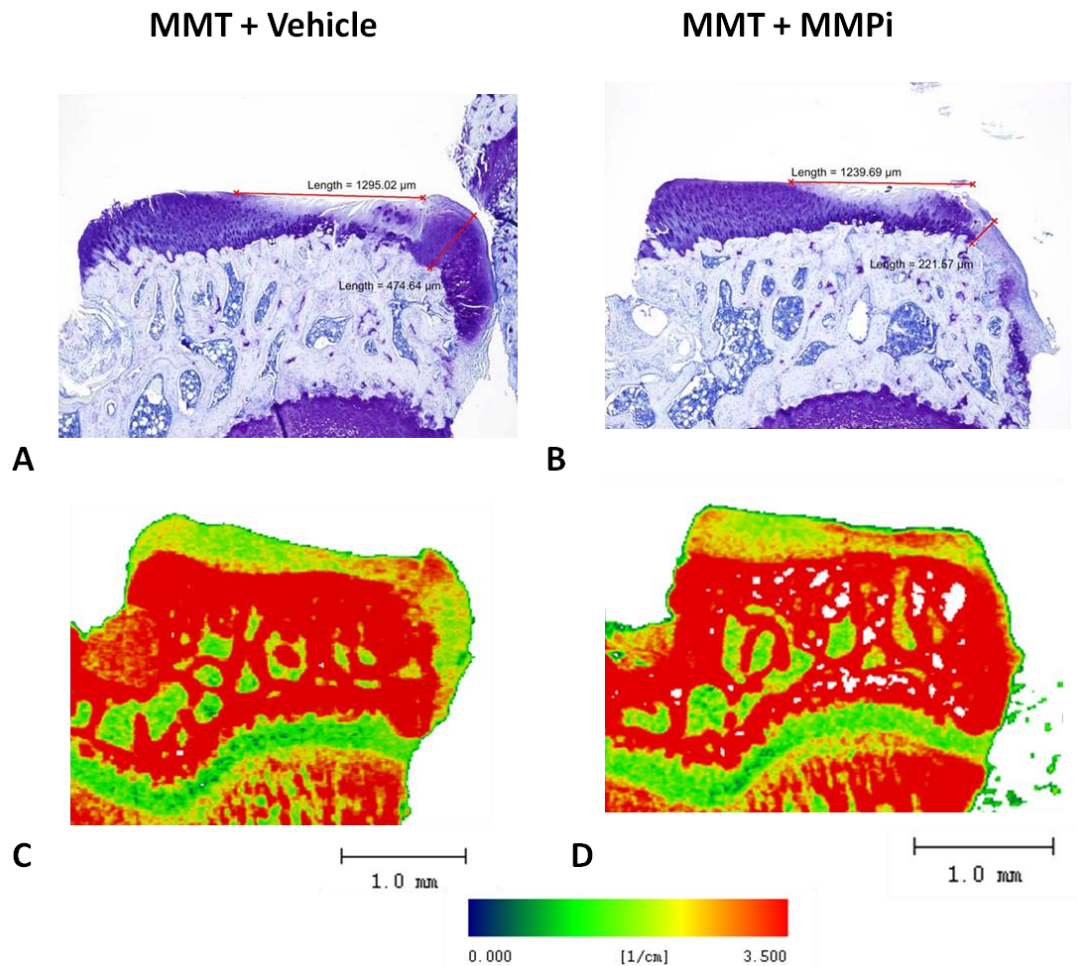 MMT + Vehicle
MMT + MMPi
Length = 1295.02 µm
Length = 474.64 µm
Length = 1239.69 µm
Length = 221.57 µm
A
B
C
1.0 mm
D
1.0 mm
0.000 [1/cm] 3.500